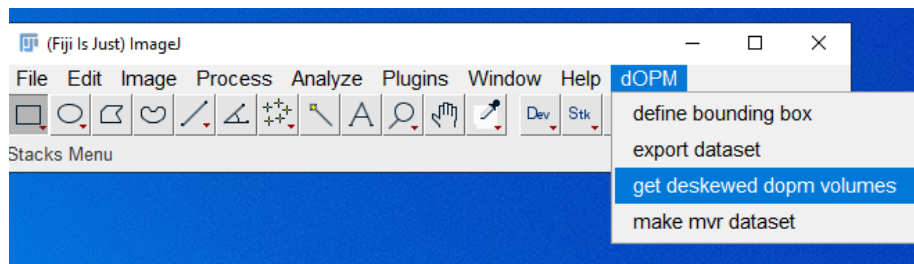 (Fiji Is Just) ImageJ
File Edit Image Process Analyze Plugins Window Help dOPM
A Dev Stk
define bounding box
Stacks Menu
export dataset
get deskewed dopm volumes
make mvr dataset